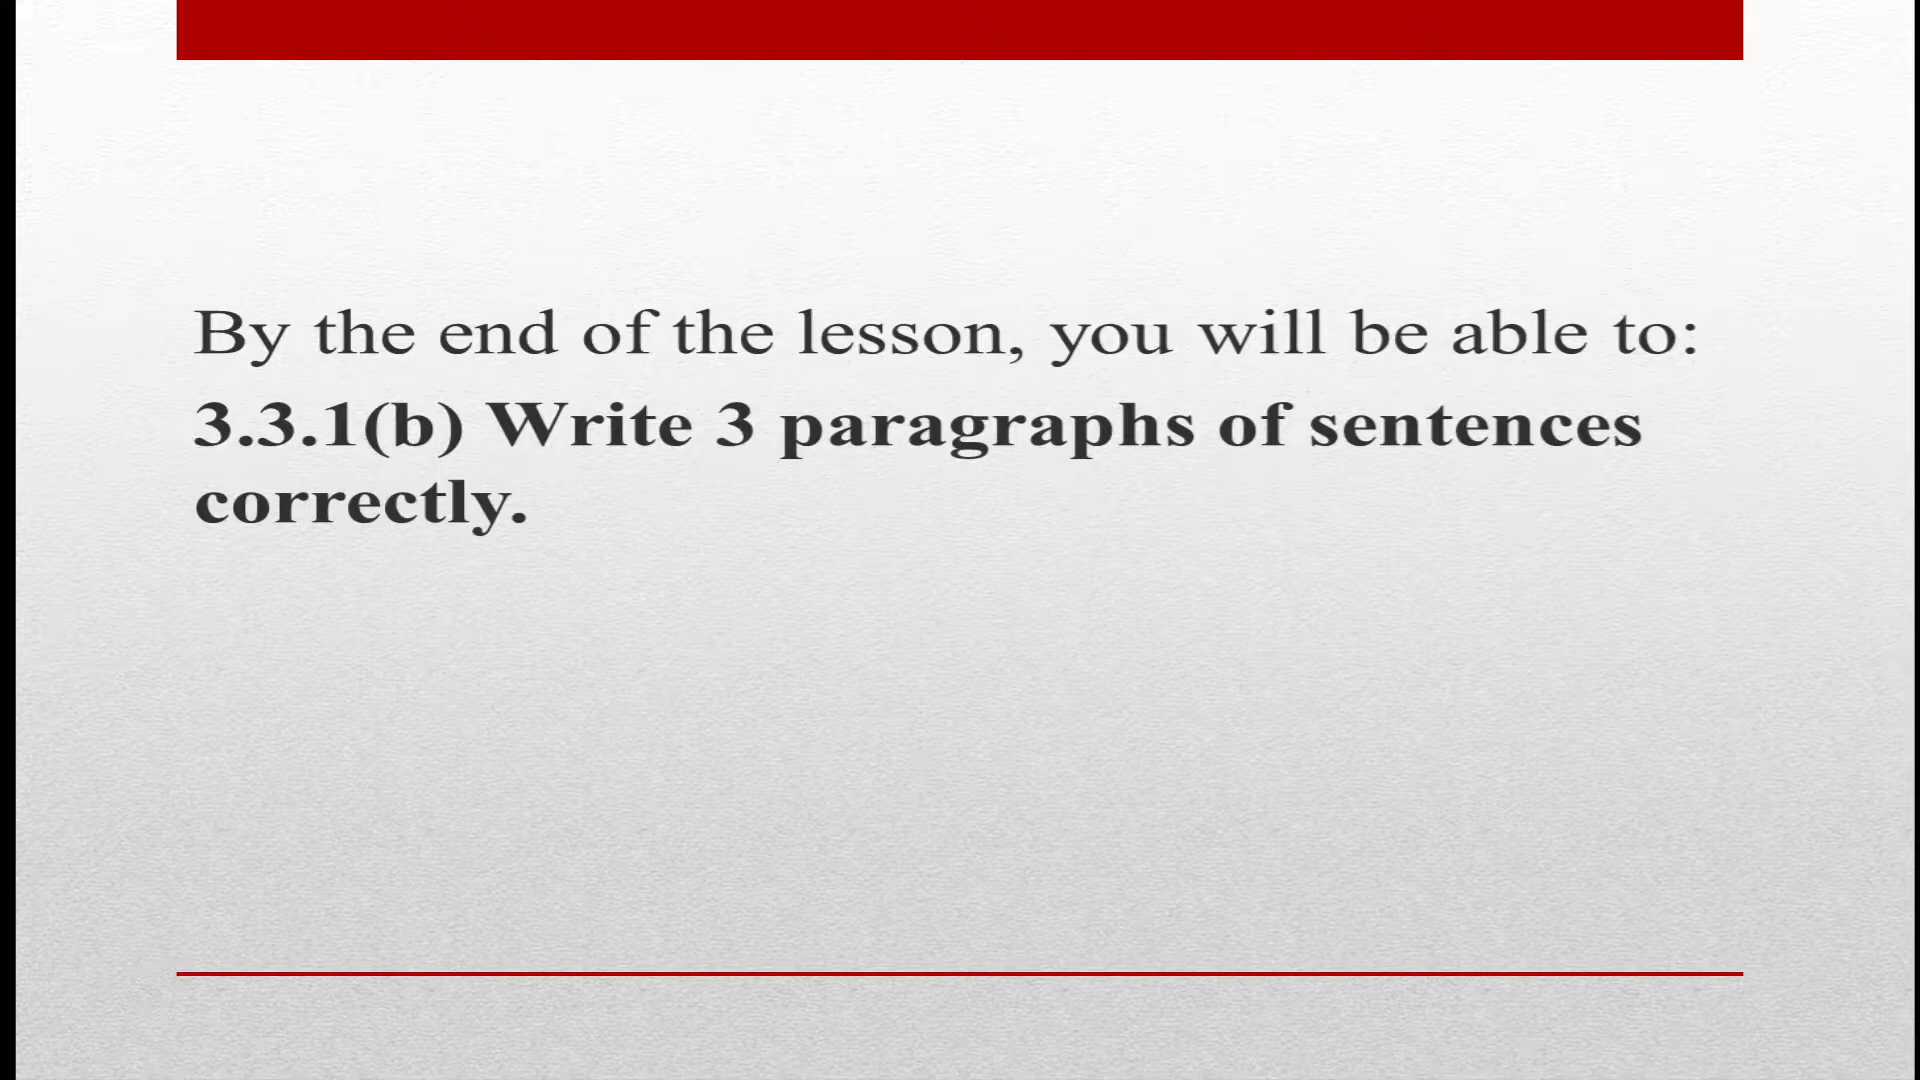 By the end of the lesson, you will be able to:
3.3.1(b) Write 3 paragraphs of sentences
correctly.